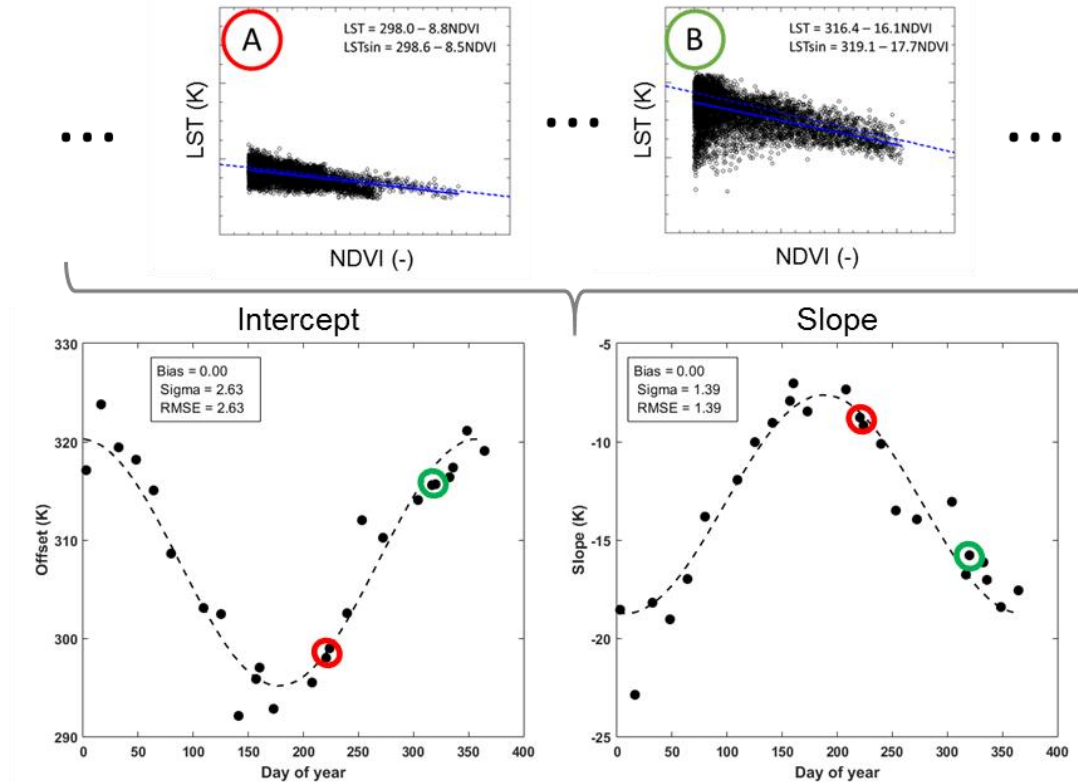 A
LST = 298.0 – 8.8NDVI
LSTsin = 298.6 – 8.5NDVI
LST (K)
NDVI (-)
B
LST = 316.4 – 16.1NDVI
LSTsin = 319.1 – 17.7NDVI
LST (K)
NDVI (-)
Intercept
330
320
310
300
290
Offset (K)
Bias = 0.00
Sigma = 2.63
RMSE = 2.63
0 50 100 150 200 250 300 350 400
Day of year
Slope
-5
-10
-15
-20
-25
Slope (K)
Bias = 0.00
Sigma = 1.39
RMSE = 1.39
0 50 100 150 200 250 300 350 400
Day of year